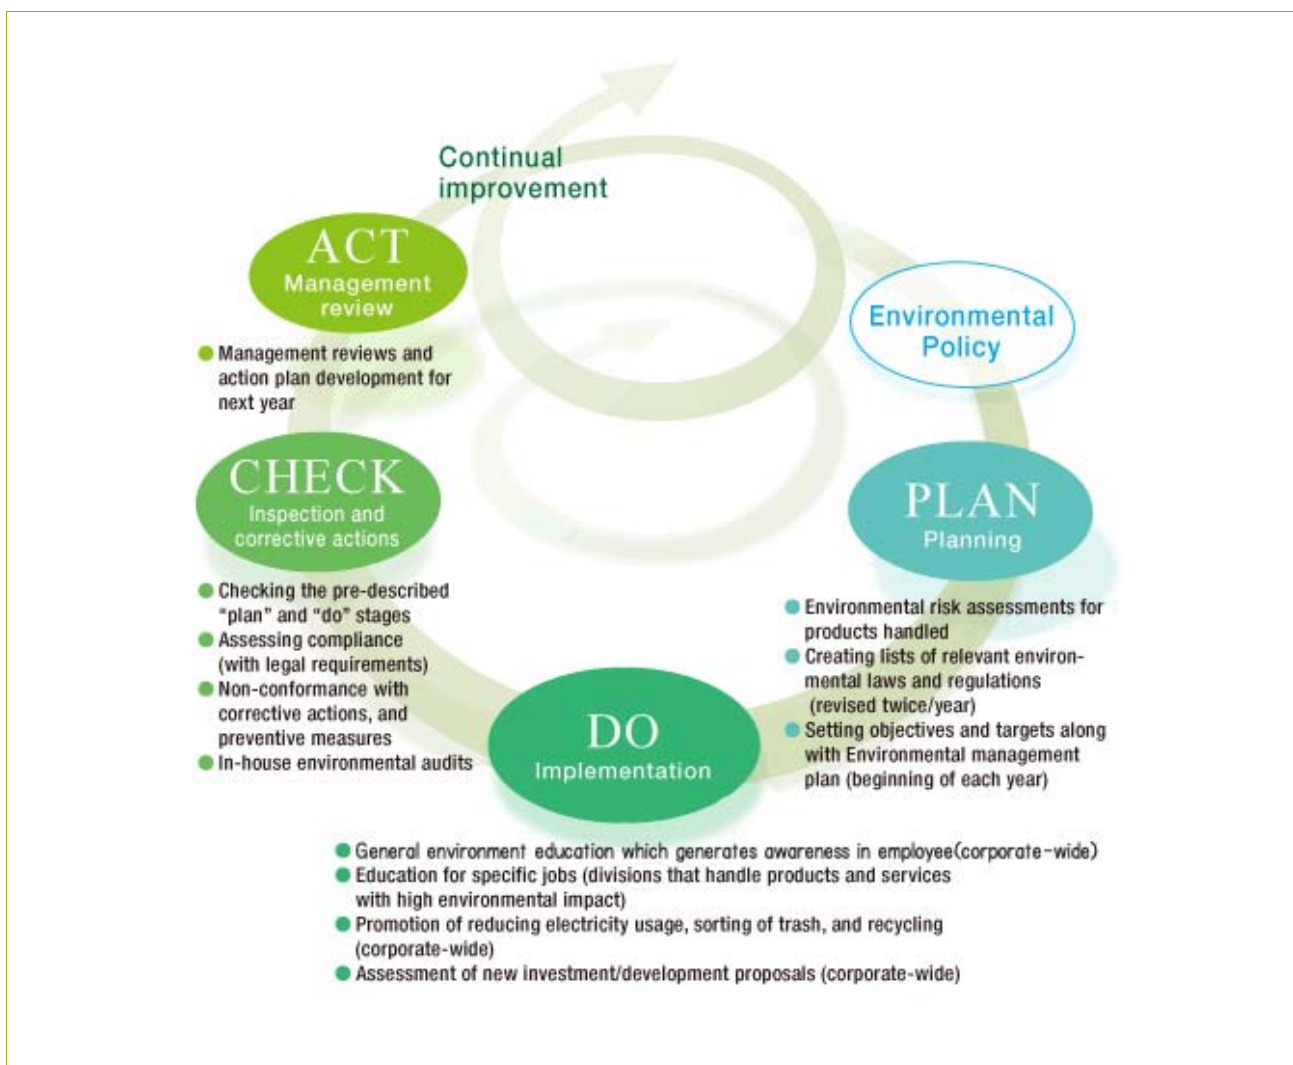 Continual
improvement
ACT
Management
review
Management reviews and
action plan development for
next year
Environmental
Policy
CHECK
Inspection and
corrective actions
Checking the pre-described
“plan” and “do” stages
Assessing compliance
(with legal requirements)
Non-conformance with
corrective actions, and
preventive measures
In-house environmental audits
PLAN
Planning
Environmental risk assessments for
products handled
Creating lists of relevant environ-
mental laws and regulations
(revised twice/year)
Setting objectives and targets along
with Environmental management
plan (beginning of each year)
DO
Implementation
General environment education which generates awareness in employee(corporate-wide)
Education for specific jobs (divisions that handle products and services
with high environmental impact)
Promotion of reducing electricity usage, sorting of trash, and recycling
(corporate-wide)
Assessment of new investment/development proposals (corporate-wide)